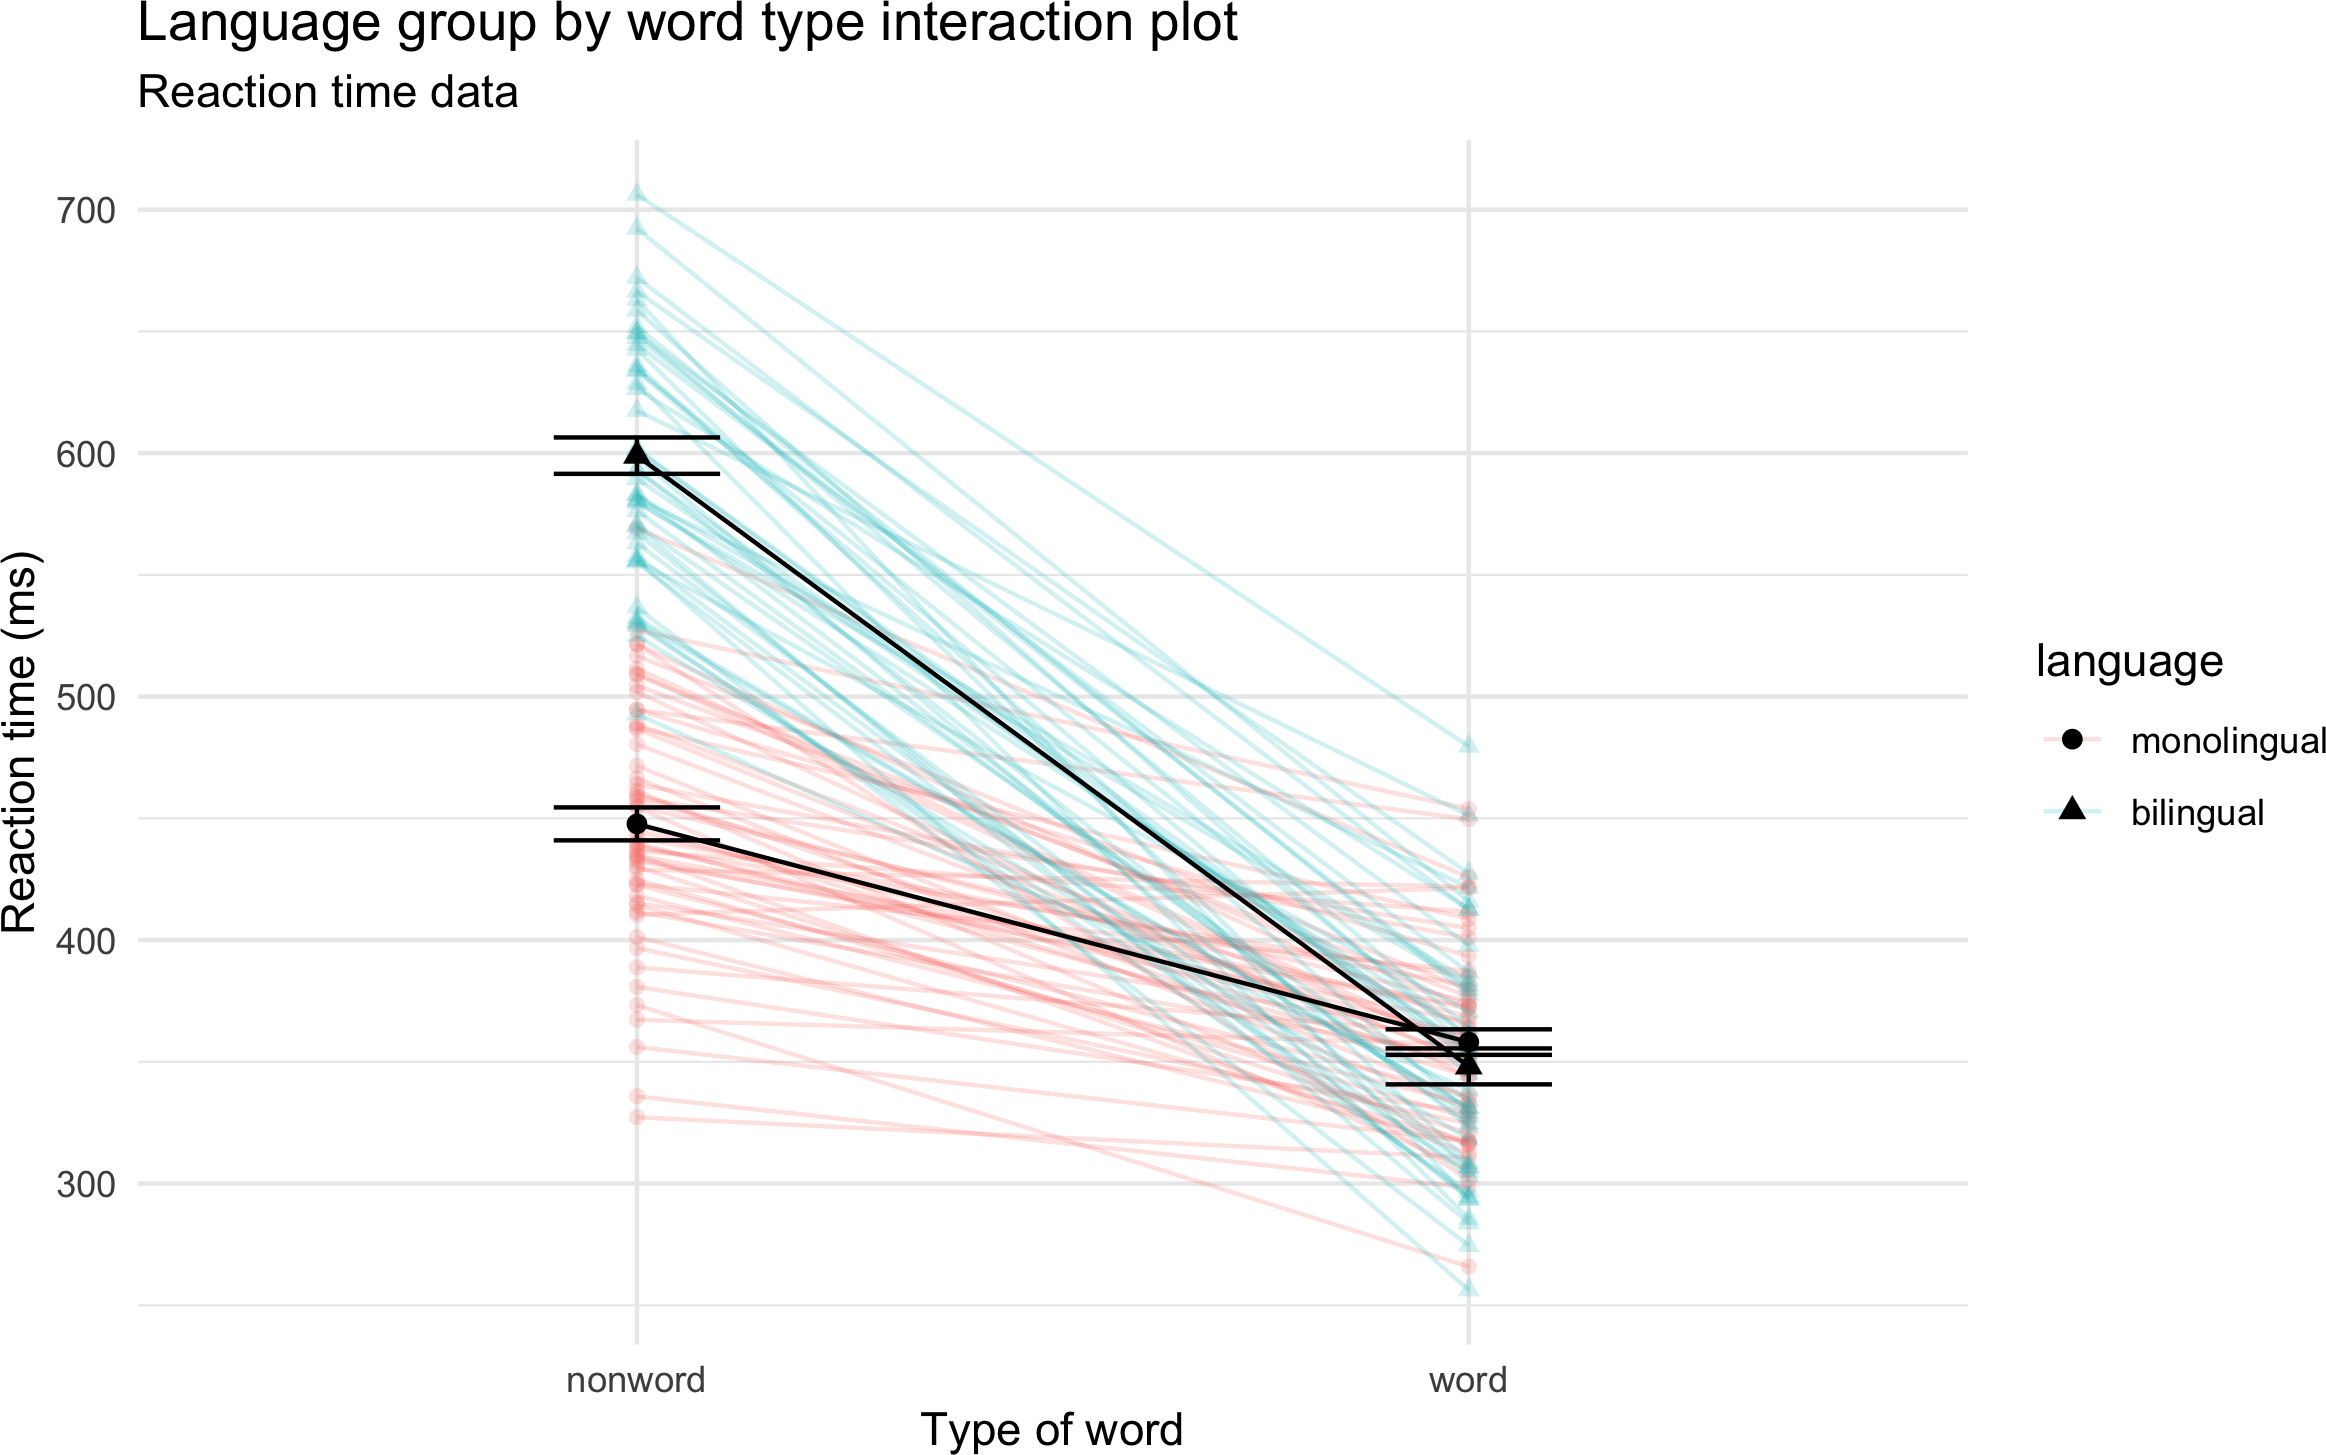 Language group by word type interaction plot
Reaction time data
Reaction time (ms)
700
600
500
400
300
nonword
word
Type of word
language
monolingual
bilingual